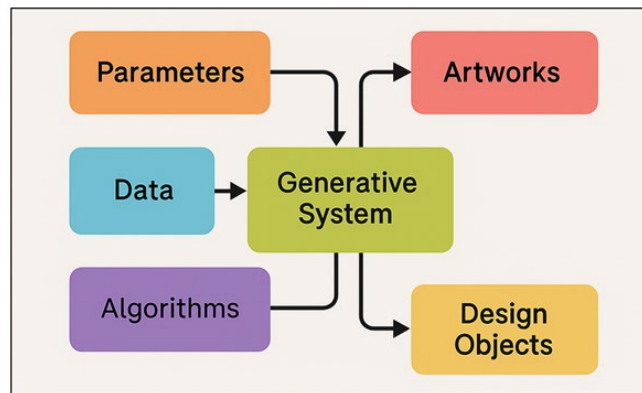 Parameters
Artworks
Data
Generative
System
Algorithms
Design
Objects